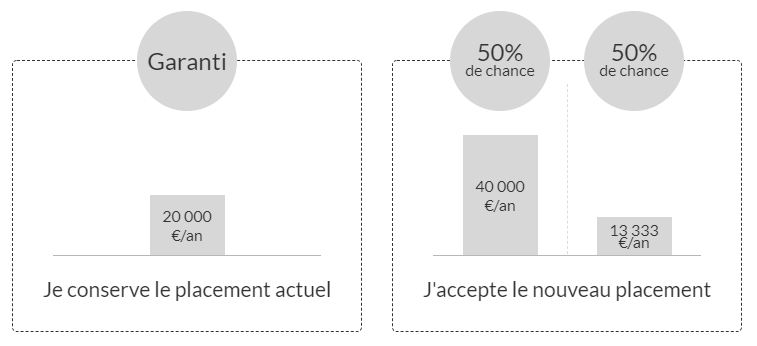 Garanti
50%
de chance
50%
de chance
20 000
€/an
40 000
€/an
13 333
€/an
Je conserve le placement actuel
J'accepte le nouveau placement